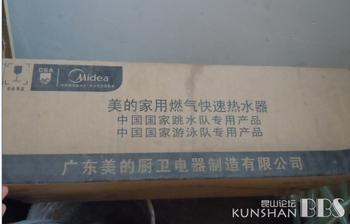 CSA
Midea
美的家用燃气快速热水器
中国国家跳水队专用产品
中国国家游泳队专用产品
广东美的厨卫电器制造有限公司
昆山论坛
KUNSHAN BBS